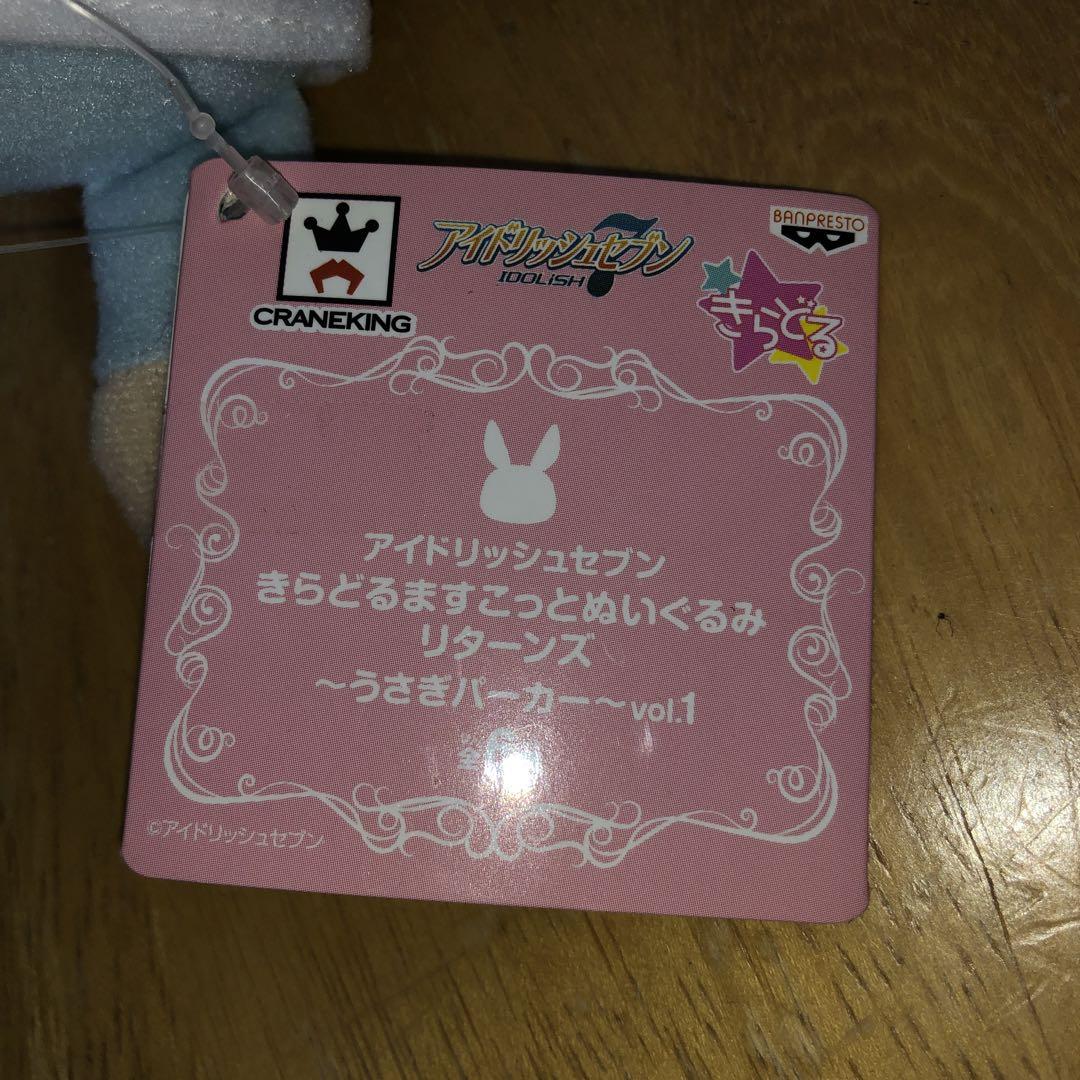 CRANEKING
アイドリッシュセブン
IDOLiSH7
BANPRESTO
きらどる
アイドリッシュセブン
きらどるますこっとぬいぐるみ
リターンズ
～うさぎパーカー～vol.1
全
©アイドリッシュセブン